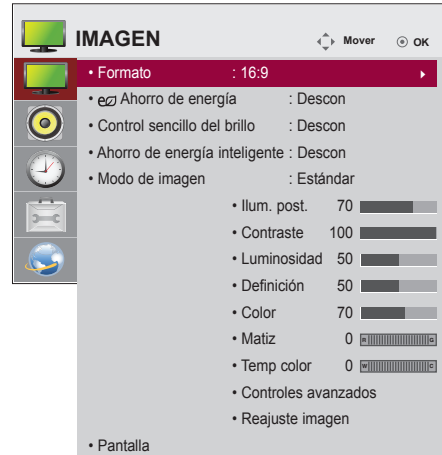 IMAGEN Mover OK
• Formato : 16:9
• Ahorro de energía : Descon
• Control sencillo del brillo : Descon
• Ahorro de energía inteligente : Descon
• Modo de imagen : Estándar
• Ilum. post. 70
• Contraste 100
• Luminosidad 50
• Definición 50
• Color 70
• Matiz 0 R G
• Temp color 0 W C
• Controles avanzados
• Reajuste imagen
• Pantalla